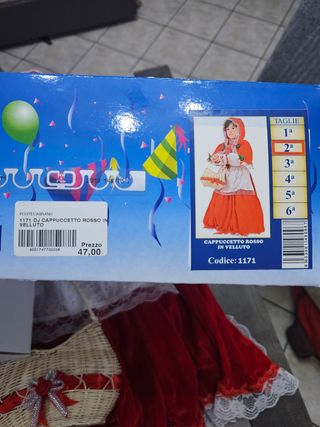 TAGLIE
1ª
2ª
3ª
4ª
5ª
6ª
CAPPUCCETTO ROSSO
IN VELLUTO
Codice: 1171
1171 DJ CAPPUCCETTO ROSSO IN
VELLUTO
Prezzo
47,00